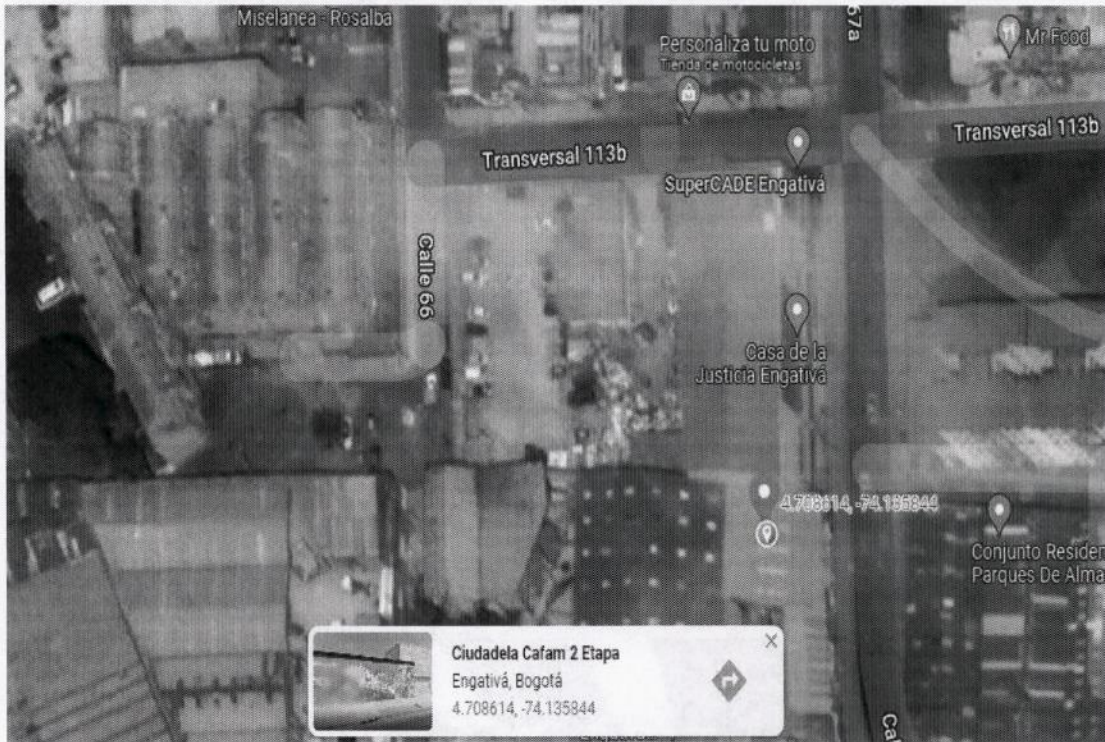 Miselanea - Rosalba
67a
Personaliza tu moto
Tienda de motocicletas
Mr Food
Transversal 113b
Transversal 113b
SuperCADE Engativá
Calle 66
Casa de la
Justicia Engativá
4.708614, -74.135844
Conjunto Residen
Parques De Alma
Ciudadela Cafam 2 Etapa
Engativá, Bogotá
4.708614, -74.135844
Cal